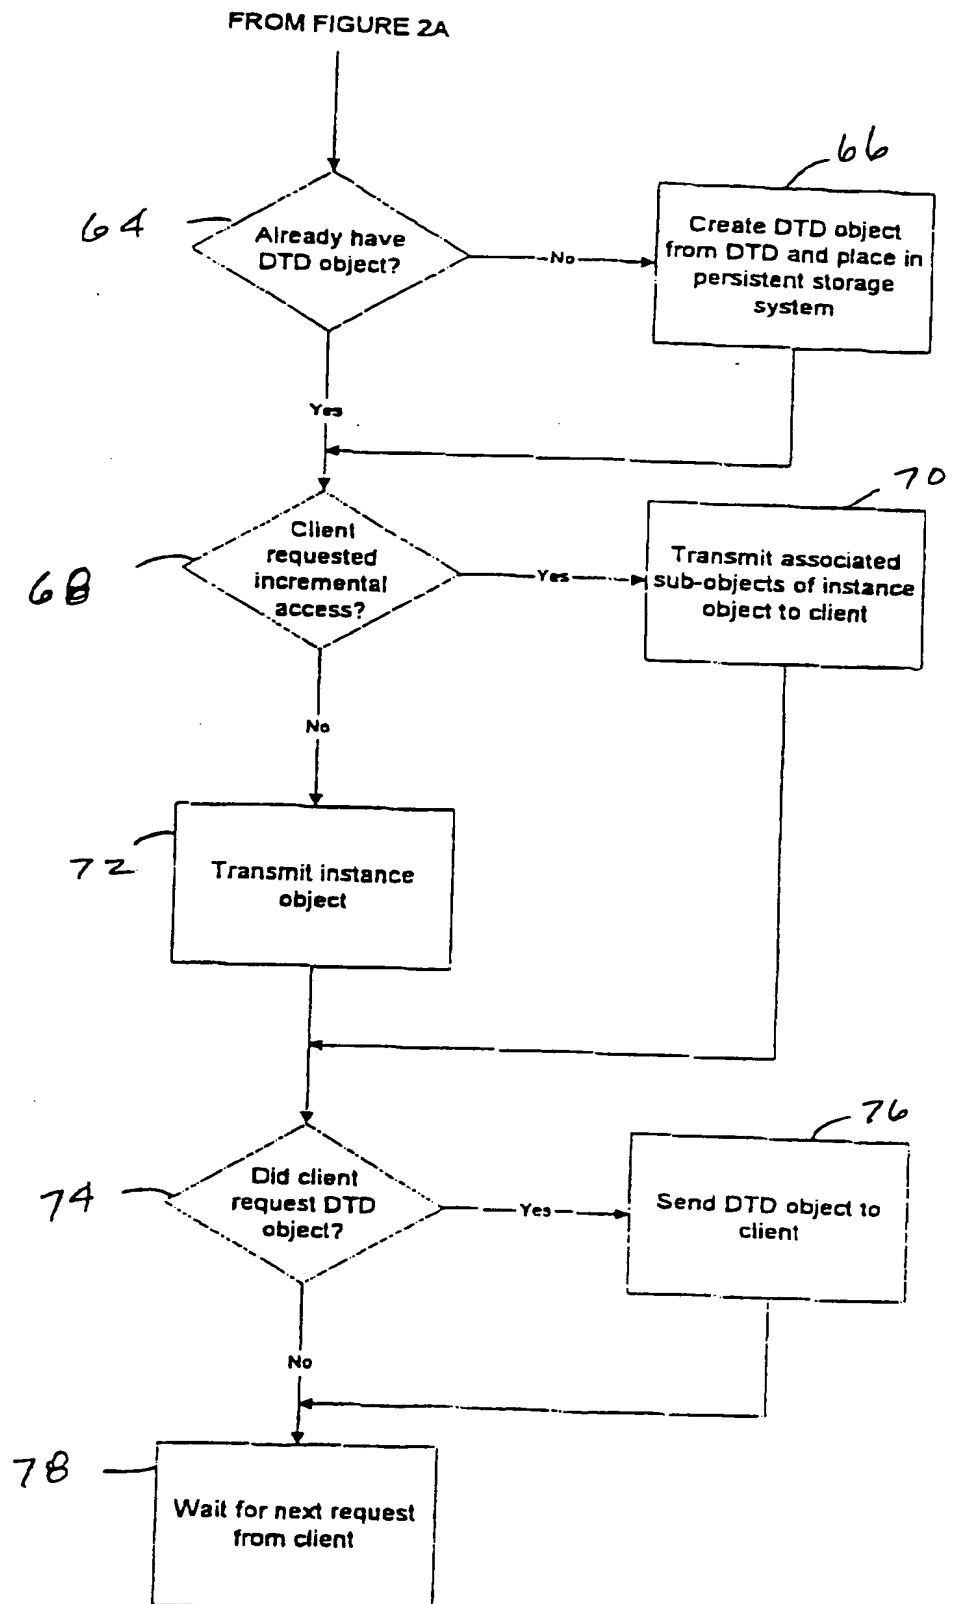 FROM FIGURE 2A
66
64
Already have
DTD object?
No
Create DTD object
from DTD and place in
persistent storage
system
Yes
70
68
Client
requested
incremental
access?
Yes
Transmit associated
sub-objects of instance
object to client
No
72
Transmit instance
object
76
74
Did client
request DTD
object?
Yes
Send DTD object to
client
No
78
Wait for next request
from client